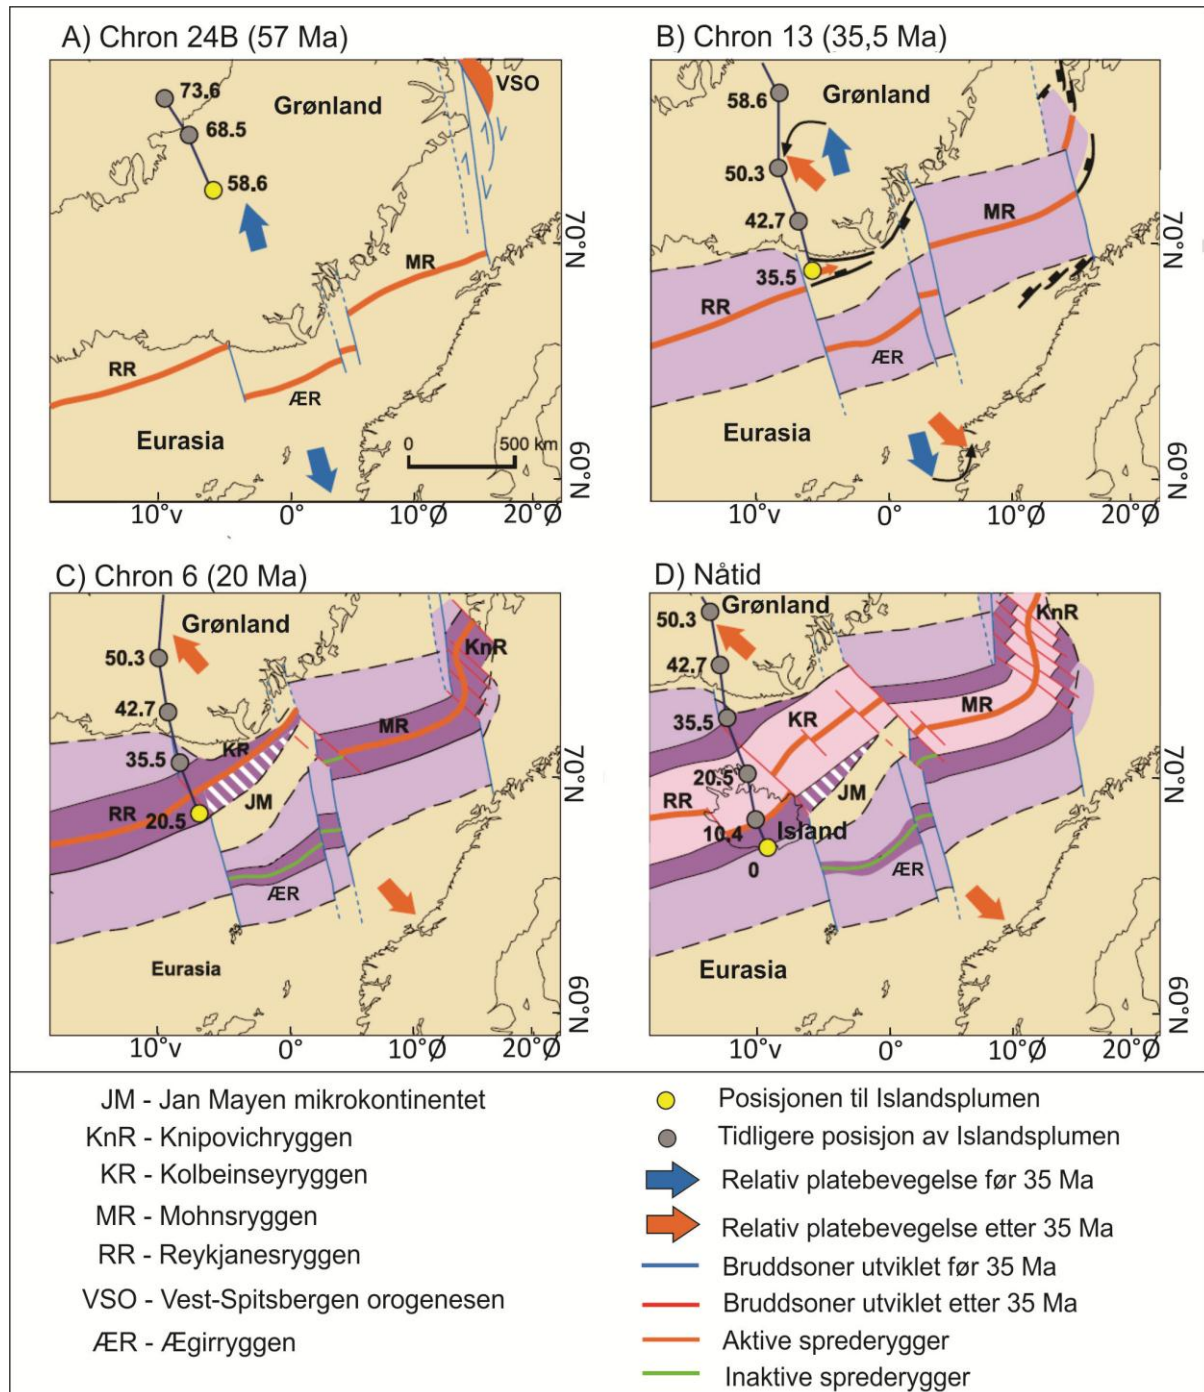 A) Chron 24B (57 Ma)
73.6
68.5
58.6
Grønland
VSO
MR
RR
ÆR
Eurasia
0 500 km
70°N
60°N
10°v 0° 10°Ø 20°Ø
B) Chron 13 (35,5 Ma)
58.6
Grønland
50.3
42.7
35.5
MR
RR
ÆR
Eurasia
70°N
60°N
10°v 0° 10°Ø 20°Ø
C) Chron 6 (20 Ma)
Grønland
50.3
KnR
42.7
MR
KR
35.5
RR
JM
20.5
ÆR
Eurasia
70°N
60°N
10°v 0° 10°Ø 20°Ø
D) Nåtid
Grønland
50.3
KnR
42.7
MR
35.5
KR
20.5
RR
JM
10.4
Island
0
ÆR
Eurasia
70°N
60°N
10°v 0° 10°Ø 20°Ø
JM - Jan Mayen mikrokontinentet
KnR - Knipovichryggen
KR - Kolbeinseyryggen
MR - Mohnsryggen
RR - Reykjanesryggen
VSO - Vest-Spitsbergen orogenesen
ÆR - Ægirryggen
Posisjonen til Islandsplumen
Tidligere posisjon av Islandsplumen
Relativ platebevegelse før 35 Ma
Relativ platebevegelse etter 35 Ma
Bruddsoner utviklet før 35 Ma
Bruddsoner utviklet etter 35 Ma
Aktive sprederygger
Inaktive sprederygger